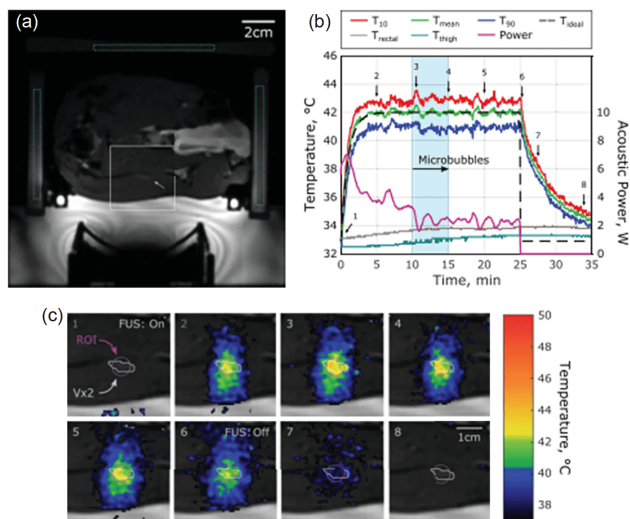 (a)
2cm
(b)
T10 Tmean T90 Tideal
Trectal Tthigh Power
46
44
42
40
38
36
34
32
Temperature, °C
1 2 3 4 5 6 7 8
Microbubbles
10
8
6
4
2
0
Acoustic Power, W
0 5 10 15 20 25 30 35
Time, min
(c)
1 FUS: On
ROI
Vx2
2
3
4
5
6 FUS: Off
7
8
1cm
50
48
46
44
42
40
38
Temperature, °C